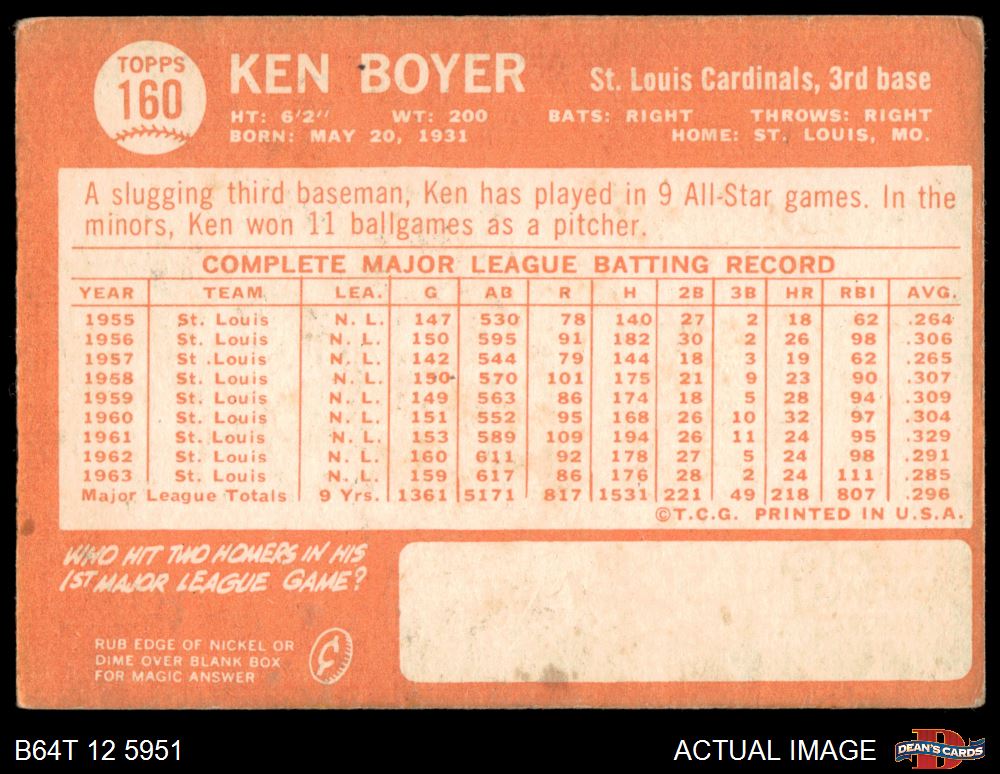 TOPPS
160
KEN BOYER
St. Louis Cardinals, 3rd base
HT: 6'2" WT: 200 BATS: RIGHT THROWS: RIGHT
BORN: MAY 20, 1931 HOME: ST. LOUIS, MO.
A slugging third baseman, Ken has played in 9 All-Star games. In the
minors, Ken won 11 ballgames as a pitcher.
COMPLETE MAJOR LEAGUE BATTING RECORD
YEAR TEAM LEA. G AB R H 2B 3B HR RBI AVG.
1955 St. Louis N. L. 147 530 78 140 27 2 18 62 .264
1956 St. Louis N. L. 150 595 91 182 30 2 26 98 .306
1957 St. Louis N. L. 142 544 79 144 18 3 19 62 .265
1958 St. Louis N. L. 150 570 101 175 21 9 23 90 .307
1959 St. Louis N. L. 149 563 86 174 18 5 28 94 .309
1960 St. Louis N. L. 151 552 95 168 26 10 32 97 .304
1961 St. Louis N. L. 153 589 109 194 26 11 24 95 .329
1962 St. Louis N. L. 160 611 92 178 27 5 24 98 .291
1963 St. Louis N. L. 159 617 86 176 28 2 24 111 .285
Major League Totals 9 Yrs. 1361 5171 817 1531 221 49 218 807 .296
©T.C.G. PRINTED IN U.S.A.
WHO HIT TWO HOMERS IN HIS
1ST MAJOR LEAGUE GAME?
RUB EDGE OF NICKEL OR
DIME OVER BLANK BOX
FOR MAGIC ANSWER
¢
B64T 12 5951
ACTUAL IMAGE
D
DEAN'S CARDS